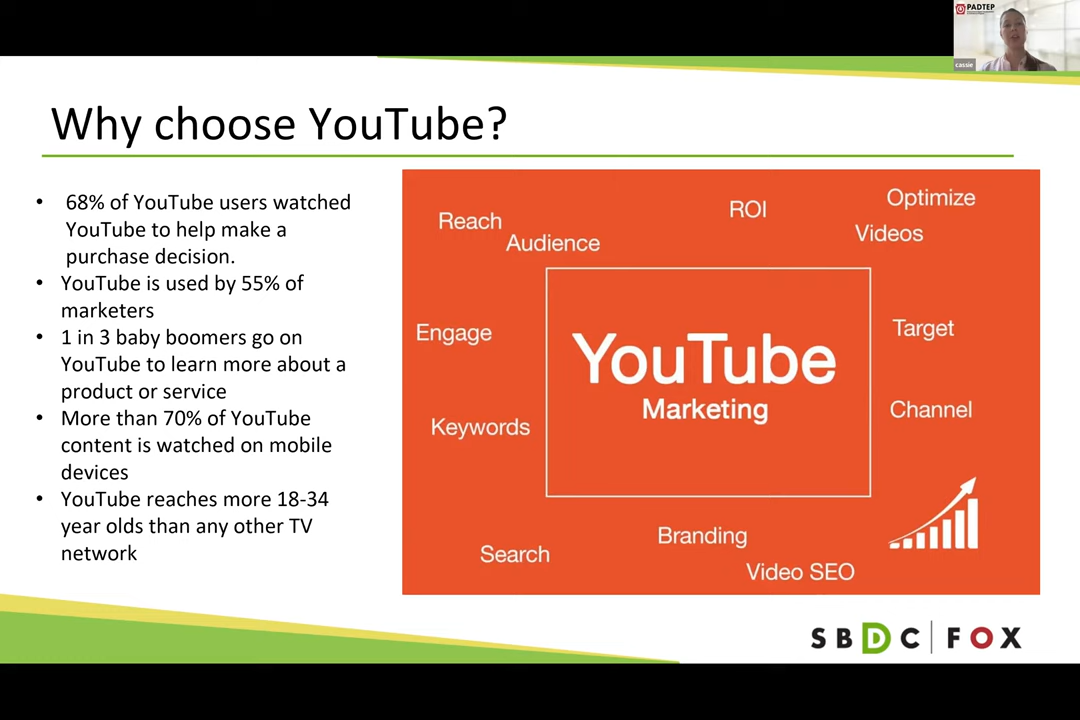 PADTEP
cassie
Why choose YouTube?
• 68% of YouTube users watched
YouTube to help make a
purchase decision.
• YouTube is used by 55% of
marketers
• 1 in 3 baby boomers go on
YouTube to learn more about a
product or service
• More than 70% of YouTube
content is watched on mobile
devices
• YouTube reaches more 18-34
year olds than any other TV
network
Reach
Audience
ROI
Optimize
Videos
Engage
YouTube
Marketing
Target
Keywords
Channel
Search
Branding
Video SEO
SBDC | FOX